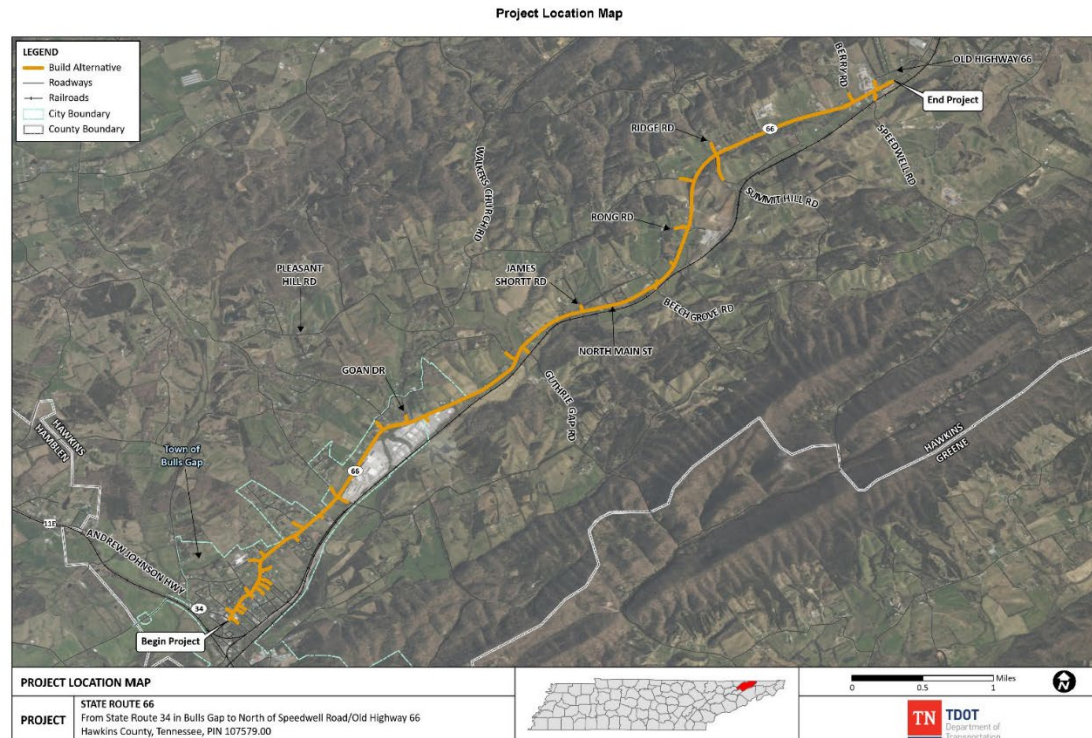 Project Location Map
LEGEND
Build Alternative
Roadways
Railroads
City Boundary
County Boundary
BERRY RD
OLD HIGHWAY 66
End Project
RIDGE RD
66
SPEEDWELL RD
WALKERS CHURCH RD
SUMMIT HILL RD
RONG RD
PLEASANT
HILL RD
JAMES
SHORTT RD
BEECH GROVE RD
NORTH MAIN ST
GOAN DR
GUTHRIE GAP RD
HAWKINS
HAMBLEN
HAWKINS
GREENE
Town of
Bulls Gap
66
11E
ANDREW JOHNSON HWY
34
Begin Project
PROJECT LOCATION MAP
PROJECT
STATE ROUTE 66
From State Route 34 in Bulls Gap to North of Speedwell Road/Old Highway 66
Hawkins County, Tennessee, PIN 107579.00
Miles
0 0.5 1
N
TN
TDOT
Department of
Transportation